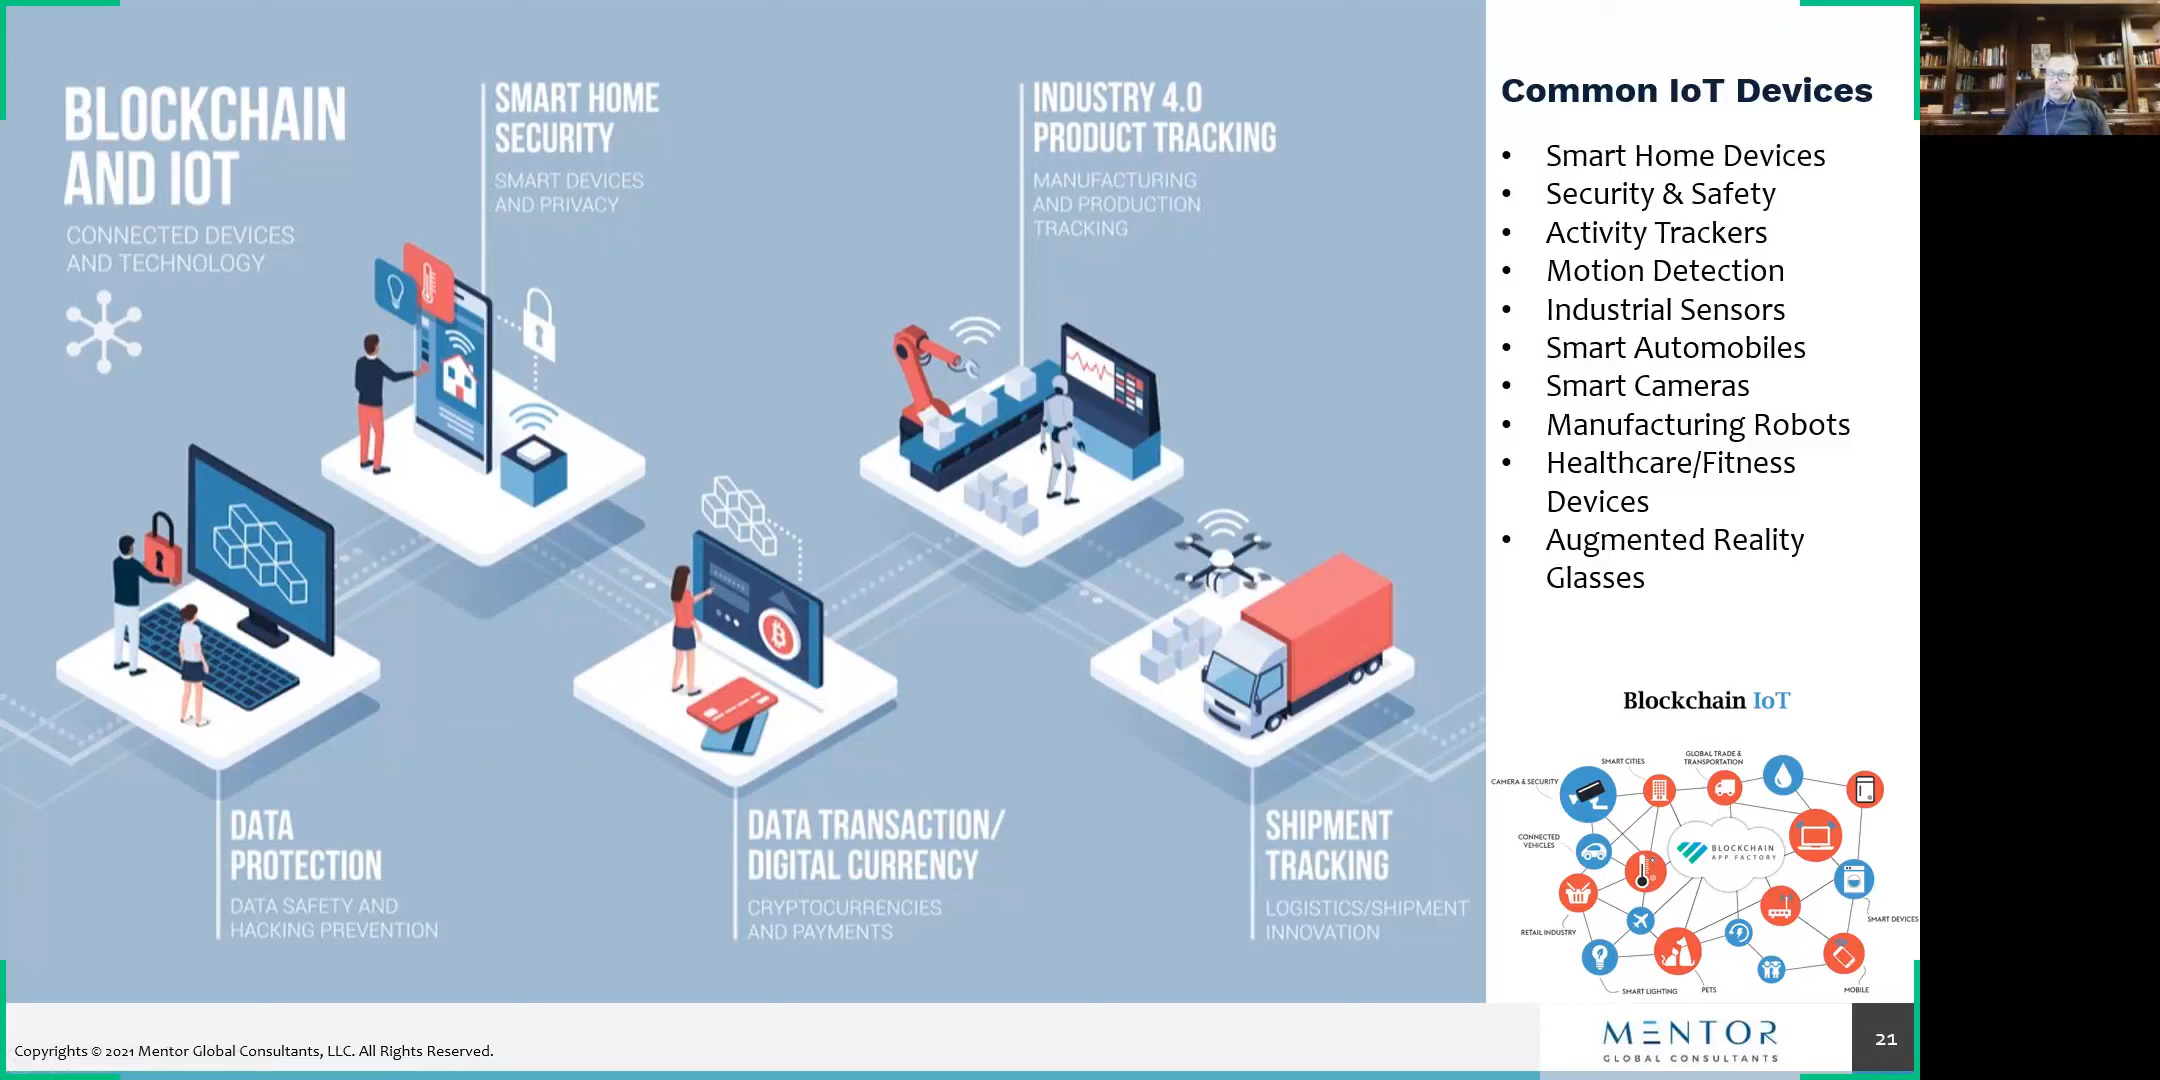 BLOCKCHAIN
AND IOT
CONNECTED DEVICES
AND TECHNOLOGY
SMART HOME
SECURITY
SMART DEVICES
AND PRIVACY
INDUSTRY 4.0
PRODUCT TRACKING
MANUFACTURING
AND PRODUCTION
TRACKING
DATA
PROTECTION
DATA SAFETY AND
HACKING PREVENTION
DATA TRANSACTION/
DIGITAL CURRENCY
CRYPTOCURRENCIES
AND PAYMENTS
SHIPMENT
TRACKING
LOGISTICS/SHIPMENT
INNOVATION
Common IoT Devices
• Smart Home Devices
• Security & Safety
• Activity Trackers
• Motion Detection
• Industrial Sensors
• Smart Automobiles
• Smart Cameras
• Manufacturing Robots
• Healthcare/Fitness
Devices
• Augmented Reality
Glasses
Blockchain IoT
GLOBAL TRADE &
TRANSPORTATION
SMART CITIES
CAMERA & SECURITY
CONNECTED
VEHICLES
BLOCKCHAIN
APP FACTORY
SMART DEVICES
RETAIL INDUSTRY
SMART LIGHTING
PETS
MOBILE
Copyrights © 2021 Mentor Global Consultants, LLC. All Rights Reserved.
MENTOR
GLOBAL CONSULTANTS
21